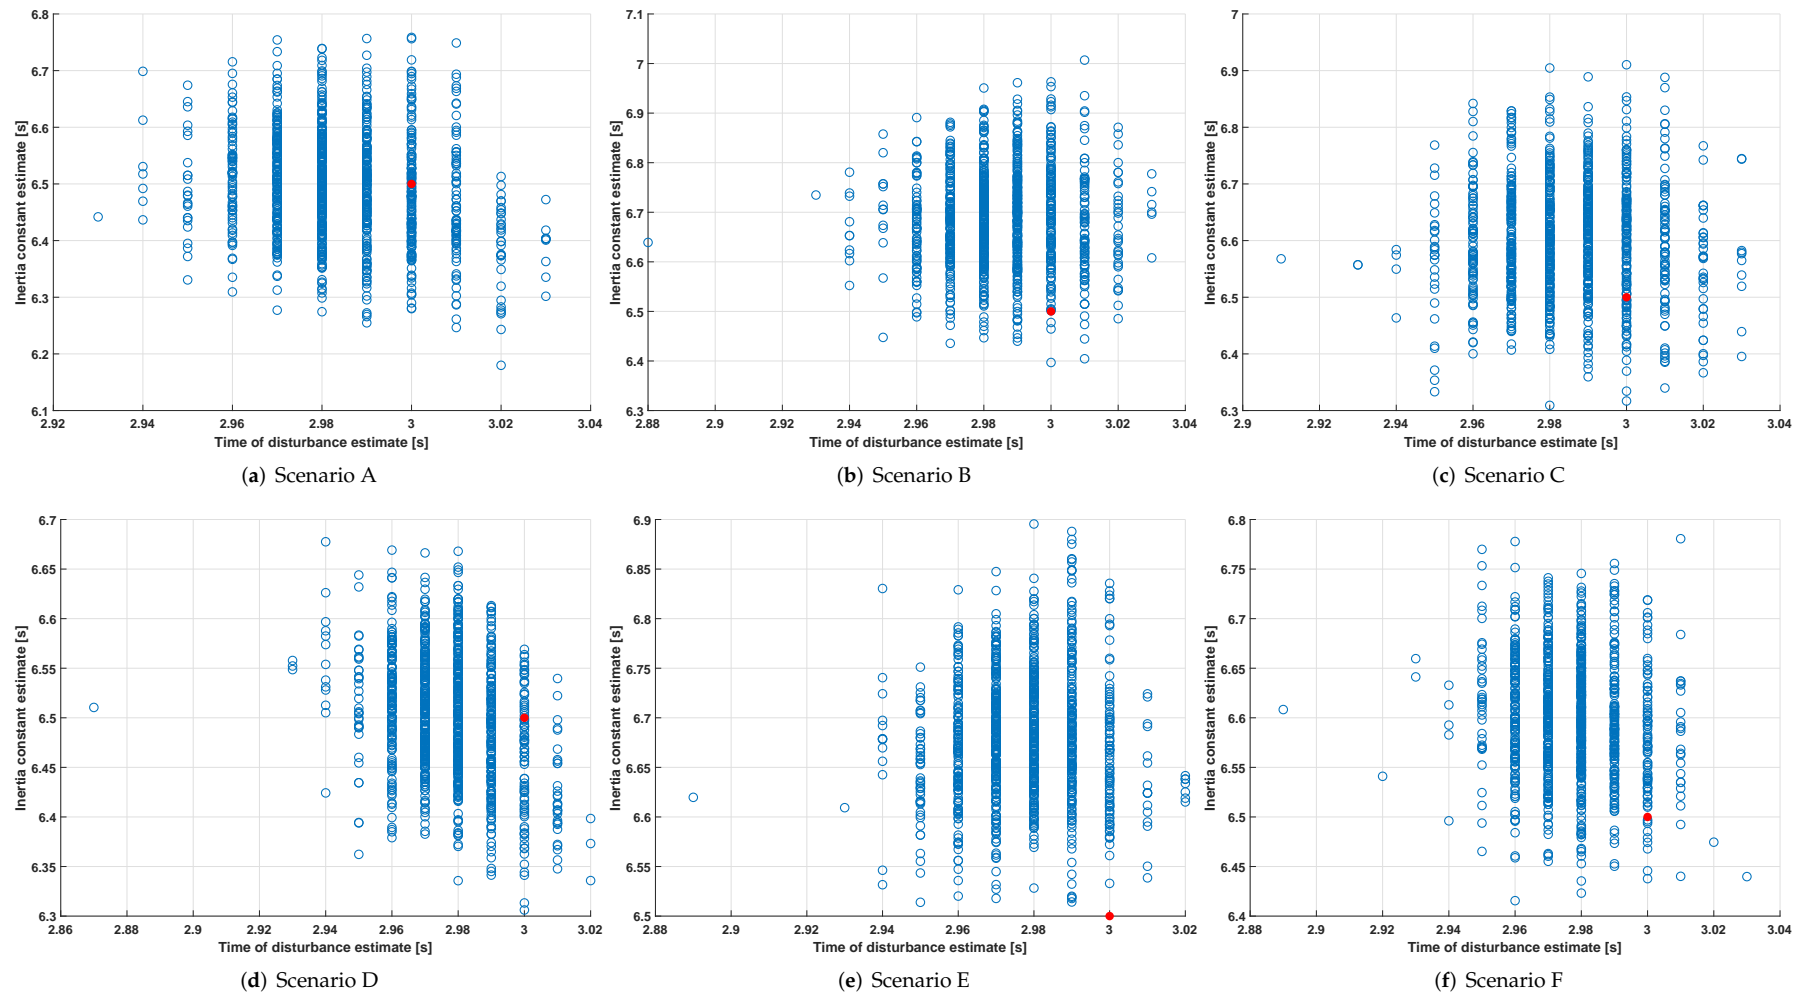 6.8
6.7
6.6
6.5
6.4
6.3
6.2
6.1
2.92 2.94 2.96 2.98 3 3.02 3.04
Inertia constant estimate [s]
Time of disturbance estimate [s]
(a) Scenario A
7.1
7
6.9
6.8
6.7
6.6
6.5
6.4
6.3
2.88 2.9 2.92 2.94 2.96 2.98 3 3.02 3.04
Inertia constant estimate [s]
Time of disturbance estimate [s]
(b) Scenario B
7
6.9
6.8
6.7
6.6
6.5
6.4
6.3
2.9 2.92 2.94 2.96 2.98 3 3.02 3.04
Inertia constant estimate [s]
Time of disturbance estimate [s]
(c) Scenario C
6.7
6.65
6.6
6.55
6.5
6.45
6.4
6.35
6.3
2.86 2.88 2.9 2.92 2.94 2.96 2.98 3 3.02
Inertia constant estimate [s]
Time of disturbance estimate [s]
(d) Scenario D
6.9
6.85
6.8
6.75
6.7
6.65
6.6
6.55
6.5
2.88 2.9 2.92 2.94 2.96 2.98 3 3.02
Inertia constant estimate [s]
Time of disturbance estimate [s]
(e) Scenario E
6.8
6.75
6.7
6.65
6.6
6.55
6.5
6.45
6.4
2.88 2.9 2.92 2.94 2.96 2.98 3 3.02 3.04
Inertia constant estimate [s]
Time of disturbance estimate [s]
(f) Scenario F